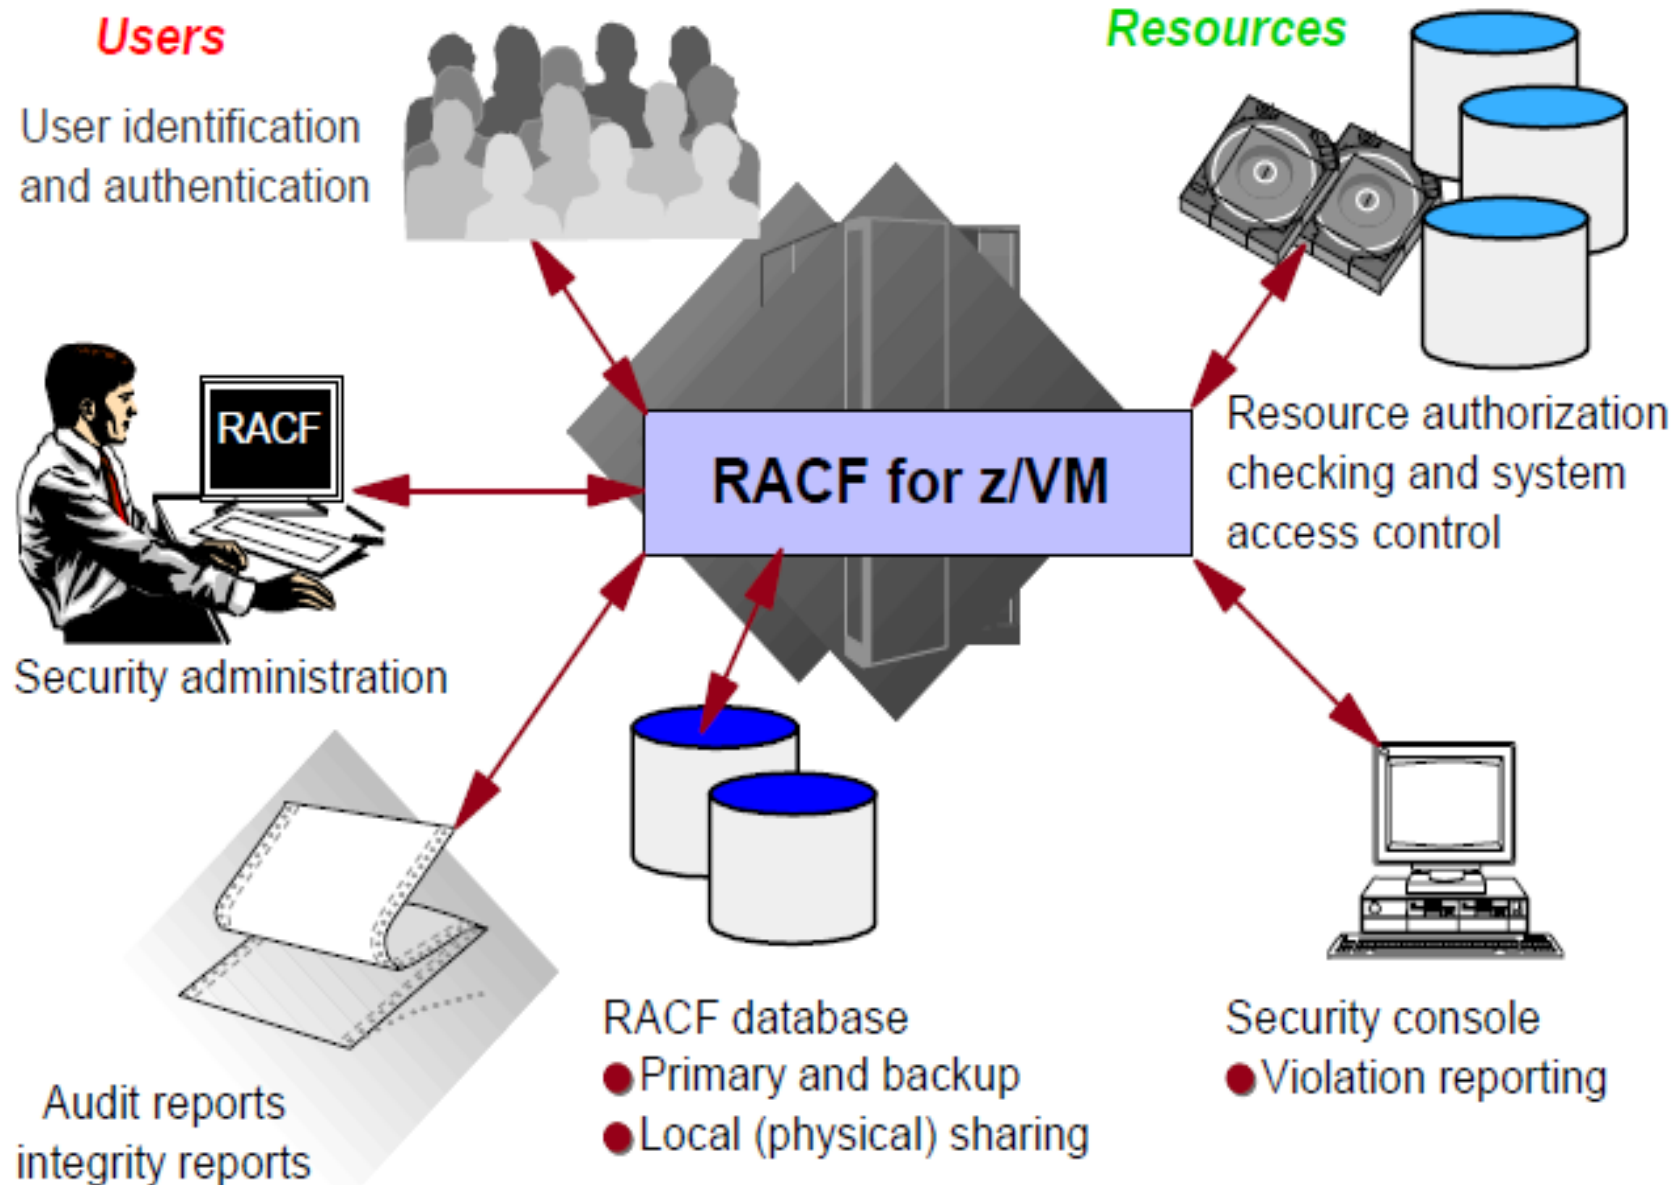 Users
User identification
and authentication
Resources
RACF
RACF for z/VM
Resource authorization
checking and system
access control
Security administration
Audit reports
integrity reports
RACF database
Primary and backup
Local (physical) sharing
Security console
Violation reporting